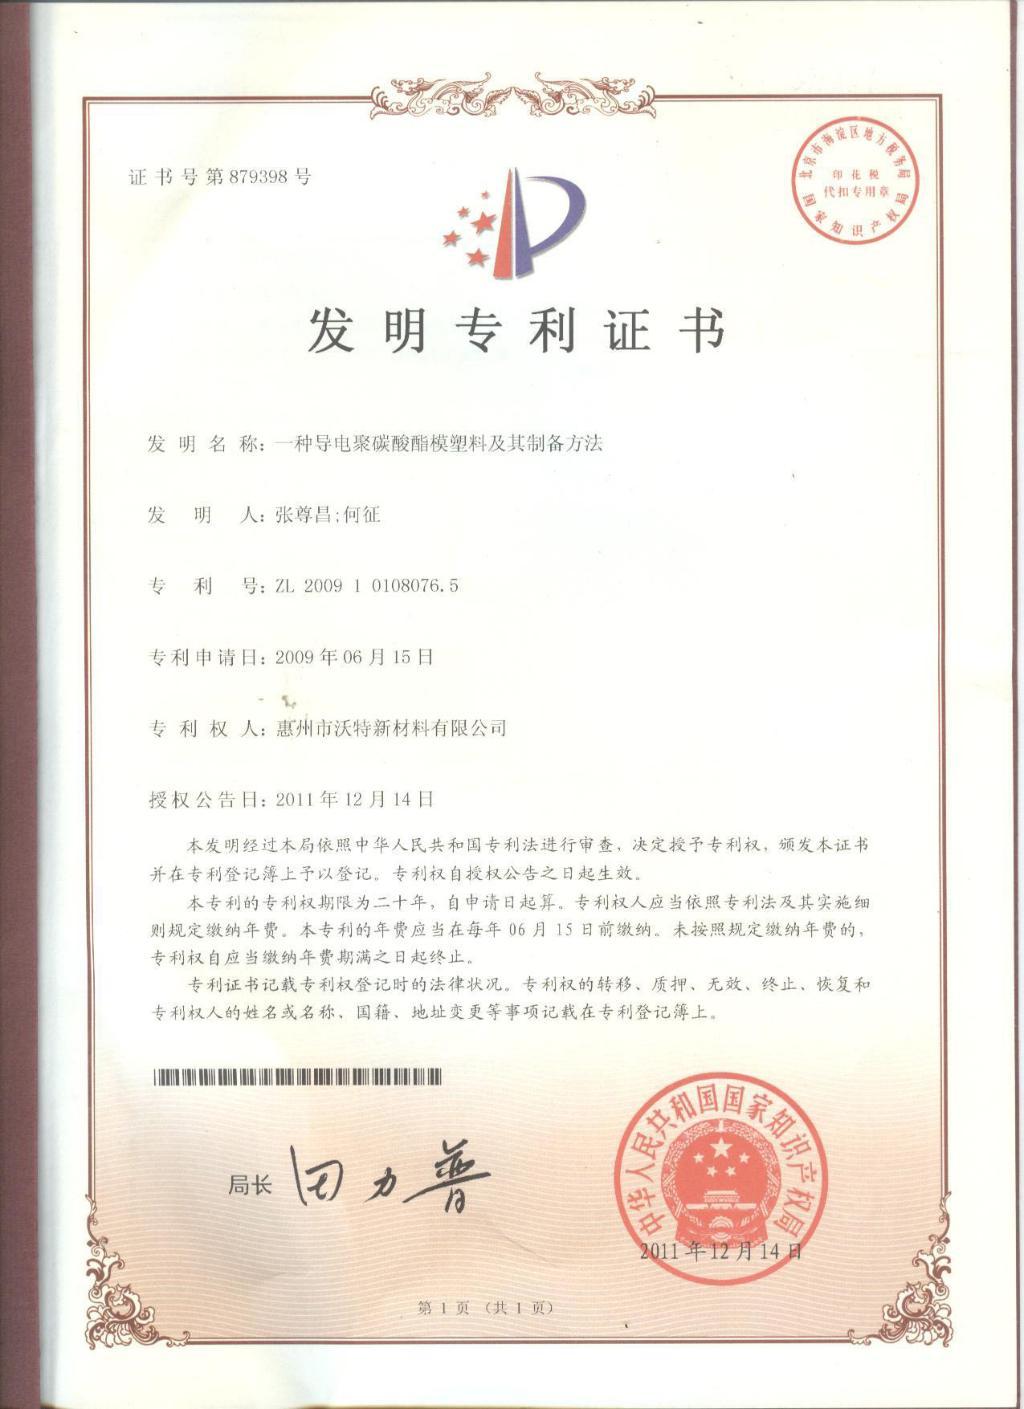 证书号第879398号
北京市海淀区地方税务局
印花税
代扣专用章
国家知识产权局
发明专利证书
发明名称：一种导电聚碳酸酯模塑料及其制备方法
发明人：张尊昌;何征
专利号：ZL 2009 1 0108076.5
专利申请日：2009年06月15日
专利权人：惠州市沃特新材料有限公司
授权公告日：2011年12月14日
本发明经过本局依照中华人民共和国专利法进行审查，决定授予专利权，颁发本证书
并在专利登记簿上予以登记。专利权自授权公告之日起生效。
本专利的专利权期限为二十年，自申请日起算。专利权人应当依照专利法及其实施细
则规定缴纳年费。本专利的年费应当在每年06月15日前缴纳。未按照规定缴纳年费的，
专利权自应当缴纳年费期满之日起终止。
专利证书记载专利权登记时的法律状况。专利权的转移、质押、无效、终止、恢复和
专利权人的姓名或名称、国籍、地址变更等事项记载在专利登记簿上。
局长 田力普
中华人民共和国国家知识产权局
2011年12月14日
第1页（共1页）